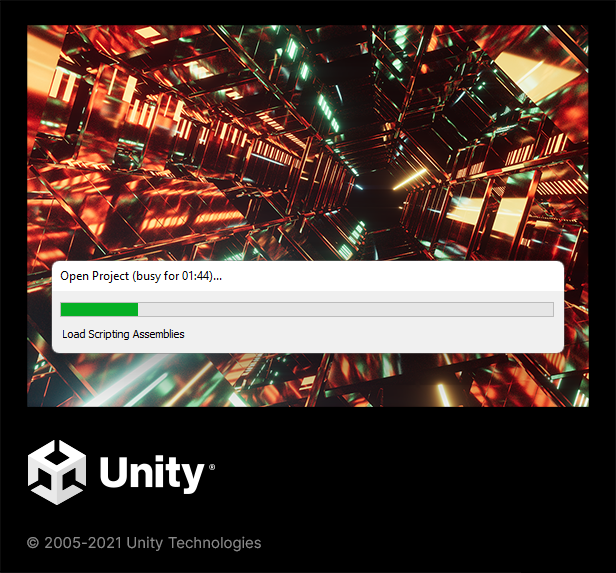 Open Project (busy for 01:44)...
Load Scripting Assemblies
Unity®
© 2005-2021 Unity Technologies